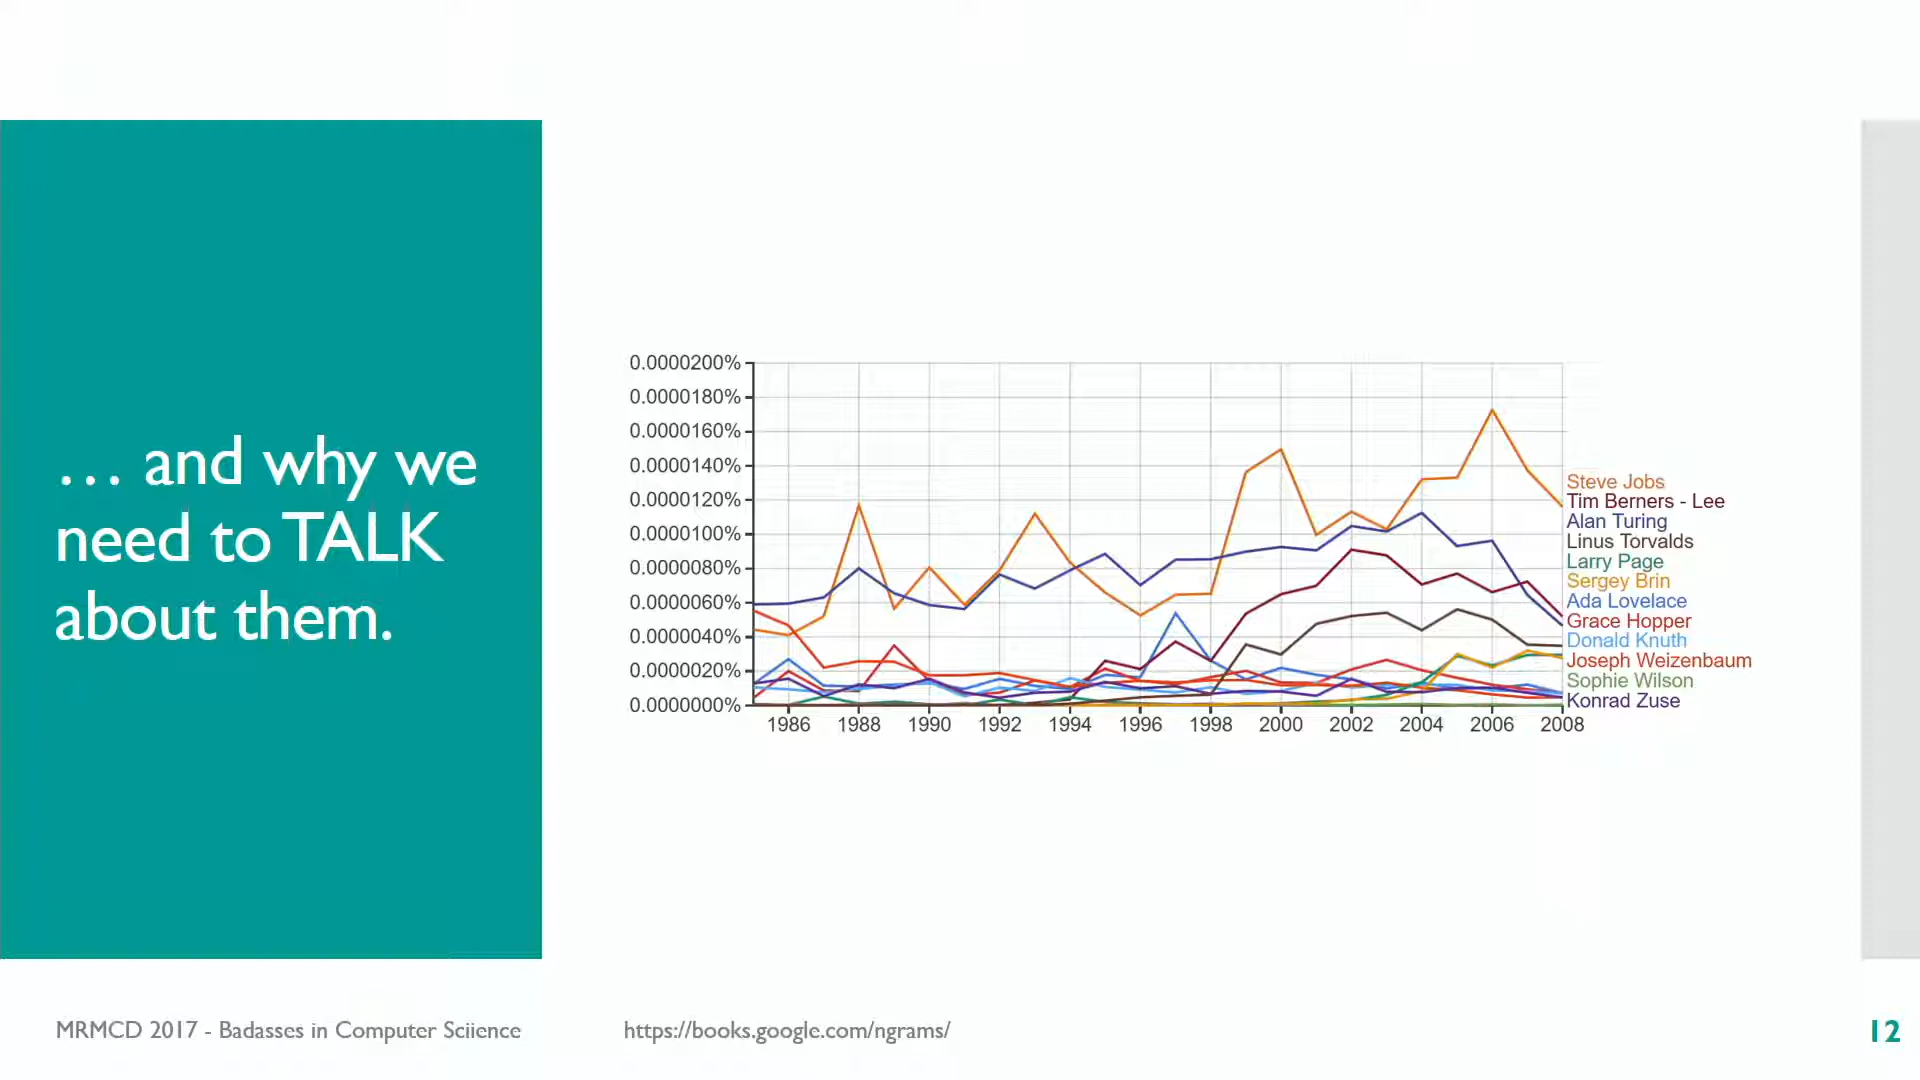 … and why we
need to TALK
about them.
0.0000200%
0.0000180%
0.0000160%
0.0000140%
0.0000120%
0.0000100%
0.0000080%
0.0000060%
0.0000040%
0.0000020%
0.0000000%
1986 1988 1990 1992 1994 1996 1998 2000 2002 2004 2006 2008
Steve Jobs
Tim Berners - Lee
Alan Turing
Linus Torvalds
Larry Page
Sergey Brin
Ada Lovelace
Grace Hopper
Donald Knuth
Joseph Weizenbaum
Sophie Wilson
Konrad Zuse
MRMCD 2017 - Badasses in Computer Sciience
https://books.google.com/ngrams/
12